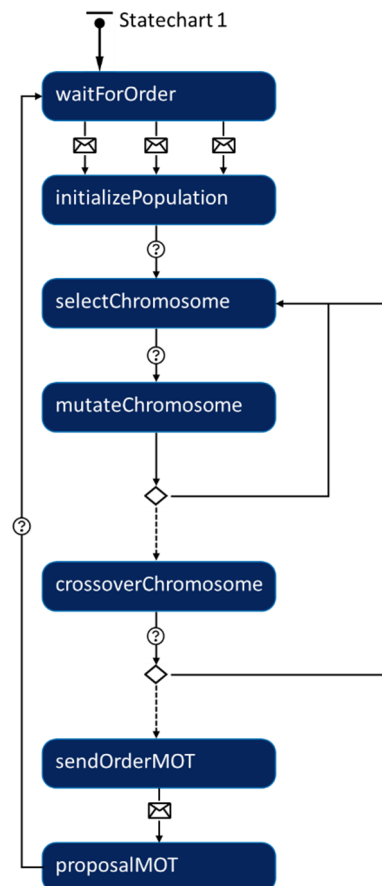 Statechart 1
waitForOrder
initializePopulation
?
selectChromosome
?
mutateChromosome
?
crossoverChromosome
?
sendOrderMOT
proposalMOT